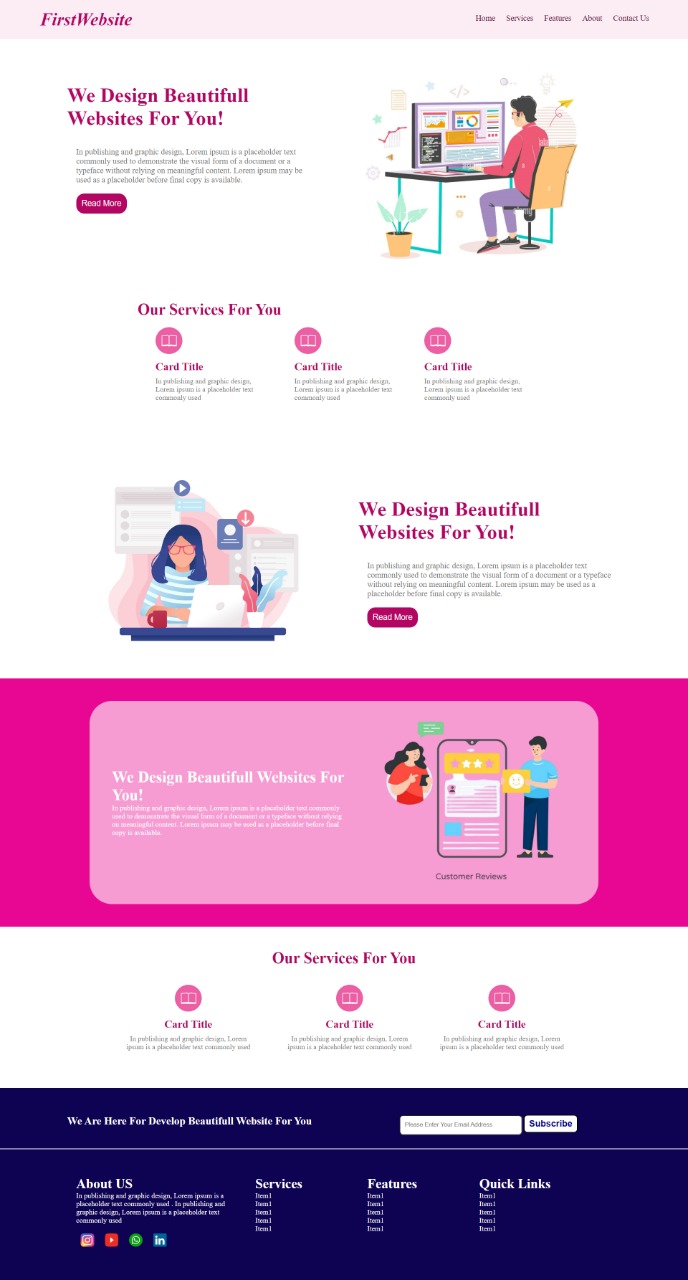 FirstWebsite
Home Services Features About Contact Us
We Design Beautifull
Websites For You!
In publishing and graphic design, Lorem ipsum is a placeholder text
commonly used to demonstrate the visual form of a document or a
typeface without relying on meaningful content. Lorem ipsum may be
used as a placeholder before final copy is available.
Read More
Our Services For You
Card Title
In publishing and graphic design,
Lorem ipsum is a placeholder text
commonly used
Card Title
In publishing and graphic design,
Lorem ipsum is a placeholder text
commonly used
Card Title
In publishing and graphic design,
Lorem ipsum is a placeholder text
commonly used
We Design Beautifull
Websites For You!
In publishing and graphic design, Lorem ipsum is a placeholder text
commonly used to demonstrate the visual form of a document or a typeface
without relying on meaningful content. Lorem ipsum may be used as a
placeholder before final copy is available.
Read More
We Design Beautifull Websites For
You!
In publishing and graphic design, Lorem ipsum is a placeholder text commonly
used to demonstrate the visual form of a document or a typeface without relying
on meaningful content. Lorem ipsum may be used as a placeholder before final
copy is available.
Customer Reviews
Our Services For You
Card Title
In publishing and graphic design, Lorem
ipsum is a placeholder text commonly used
Card Title
In publishing and graphic design, Lorem
ipsum is a placeholder text commonly used
Card Title
In publishing and graphic design, Lorem
ipsum is a placeholder text commonly used
We Are Here For Develop Beautifull Website For You
Please Enter Your Email Address
Subscribe
About US
In publishing and graphic design, Lorem ipsum is a
placeholder text commonly used . In publishing and
graphic design, Lorem ipsum is a placeholder text
commonly used
Services
Item1
Item1
Item1
Item1
Item1
Features
Item1
Item1
Item1
Item1
Item1
Quick Links
Item1
Item1
Item1
Item1
Item1